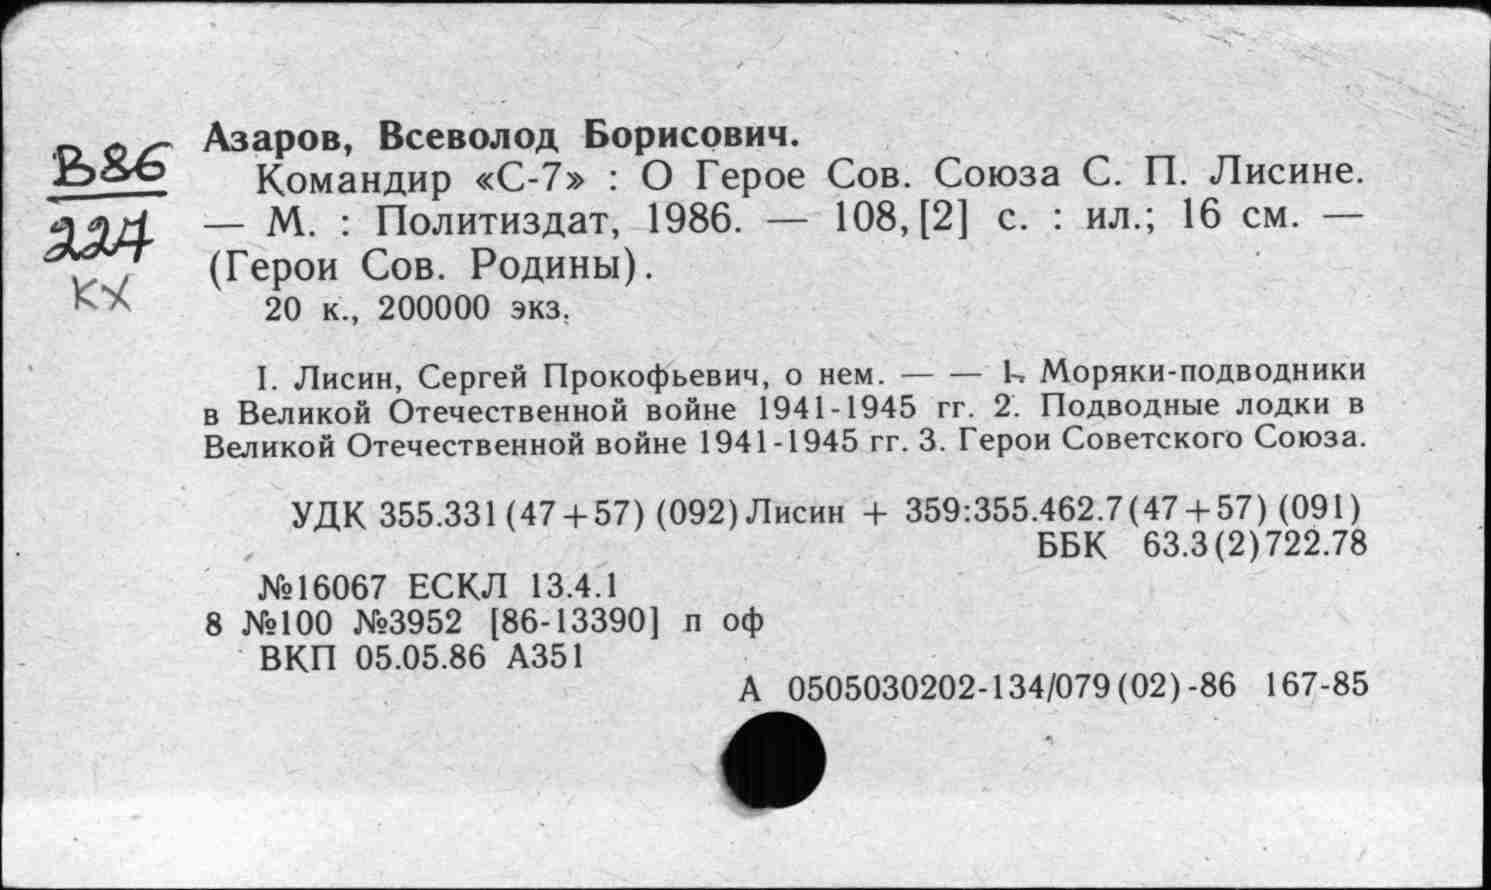 Азаров, Всеволод Борисович.
B86
Командир «С-7» : О Герое Сов. Союза С. П. Лисине.
224
— М. : Политиздат, 1986. — 108, [2] с. : ил.; 16 см. —
(Герои Сов. Родины).
кх
20 к., 200000 экз.
I. Лисин, Сергей Прокофьевич, о нем. — — 1. Моряки-подводники
в Великой Отечественной войне 1941-1945 гг. 2. Подводные лодки в
Великой Отечественной войне 1941-1945 гг. 3. Герои Советского Союза.
УДК 355.331(47+57)(092)Лисин + 359:355.462.7(47+57)(091)
ББК 63.3(2)722.78
№16067 ЕСКЛ 13.4.1
8 №100 №3952 [86-13390] п оф
ВКП 05.05.86 А351
А 0505030202-134/079(02)-86 167-85